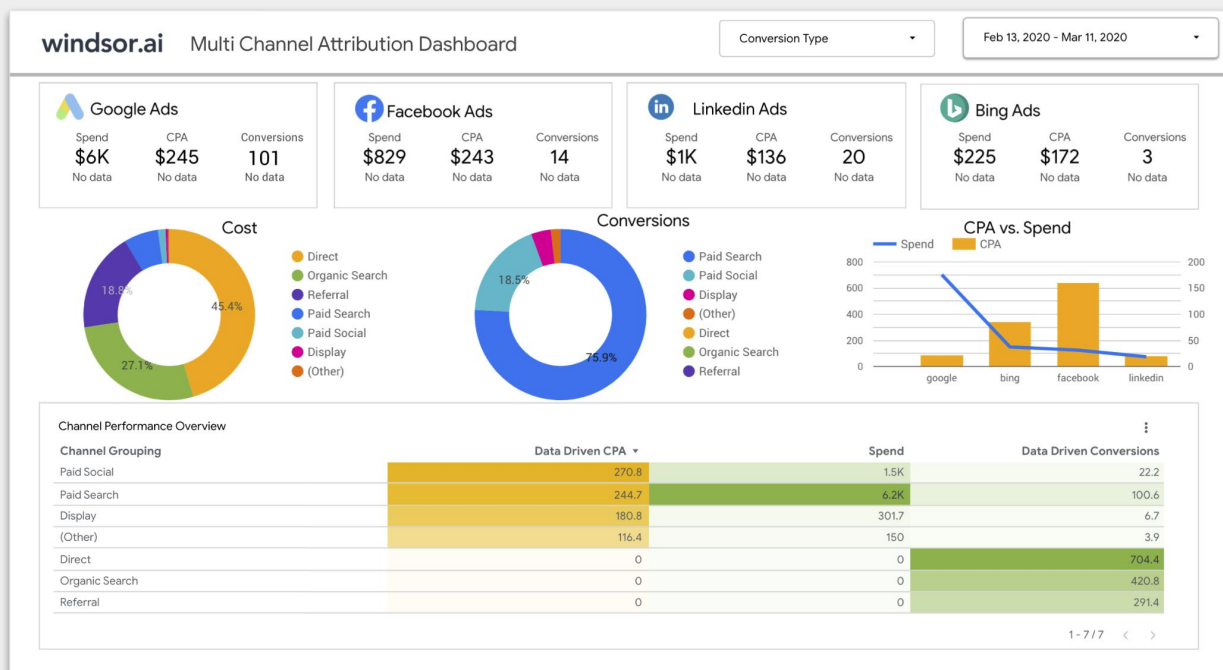 windsor.ai Multi Channel Attribution Dashboard
Conversion Type
Feb 13, 2020 - Mar 11, 2020
Google Ads
Spend CPA Conversions
$6K $245 101
No data No data No data
Facebook Ads
Spend CPA Conversions
$829 $243 14
No data No data No data
in Linkedin Ads
Spend CPA Conversions
$1K $136 20
No data No data No data
Bing Ads
Spend CPA Conversions
$225 $172 3
No data No data No data
Cost
45.4%
27.1%
18.8%
Direct
Organic Search
Referral
Paid Search
Paid Social
Display
(Other)
Conversions
18.5%
75.9%
Paid Search
Paid Social
Display
(Other)
Direct
Organic Search
Referral
CPA vs. Spend
Spend CPA
800 200
600 150
400 100
200 50
0 0
google bing facebook linkedin
Channel Performance Overview
Channel Grouping Data Driven CPA Spend Data Driven Conversions
Paid Social 270.8 1.5K 22.2
Paid Search 244.7 6.2K 100.6
Display 180.8 301.7 6.7
(Other) 116.4 150 3.9
Direct 0 0 704.4
Organic Search 0 0 420.8
Referral 0 0 291.4
1 - 7 / 7